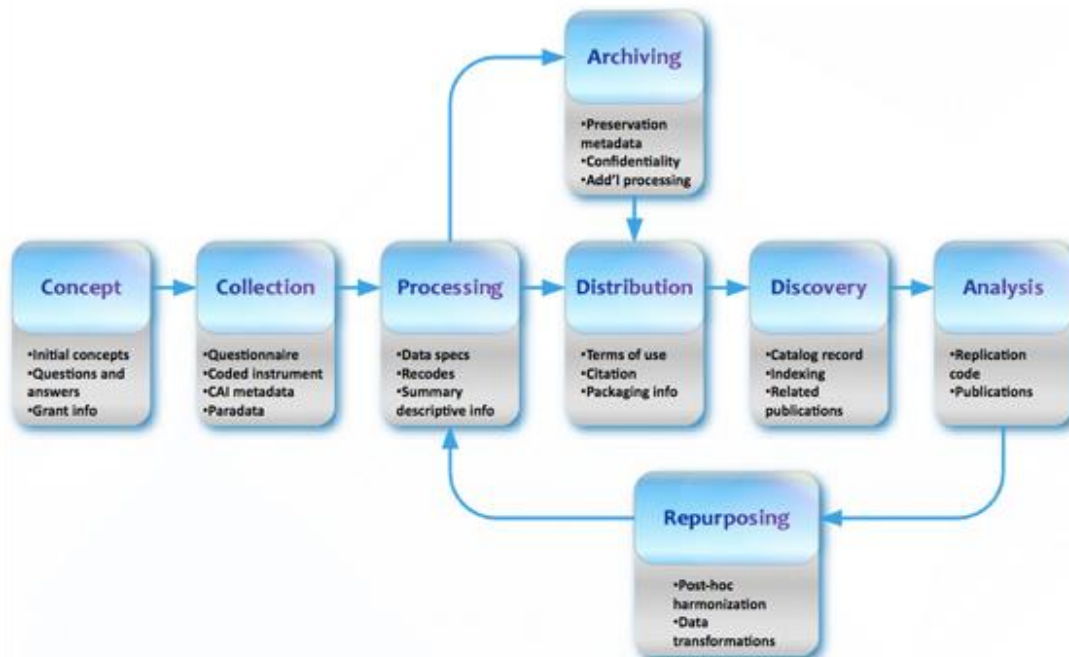 Archiving
•Preservation
metadata
•Confidentiality
•Add'l processing
Concept
•Initial concepts
•Questions and
answers
•Grant info
Collection
•Questionnaire
•Coded instrument
•CAI metadata
•Paradata
Processing
•Data specs
•Recodes
•Summary
descriptive info
Distribution
•Terms of use
•Citation
•Packaging info
Discovery
•Catalog record
•Indexing
•Related
publications
Analysis
•Replication
code
•Publications
Repurposing
•Post-hoc
harmonization
•Data
transformations